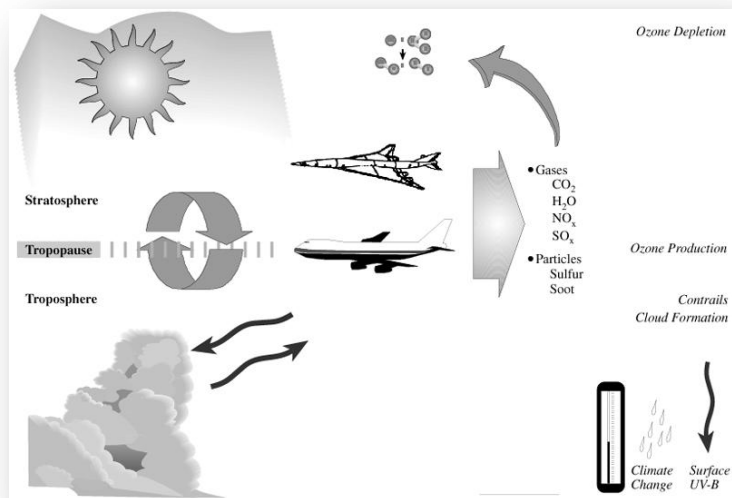 Ozone Depletion
• Gases
CO₂
H₂O
NOₓ
SOₓ
• Particles
Sulfur
Soot
Stratosphere
Tropopause
Troposphere
Ozone Production
Contrails
Cloud Formation
Climate
Change
Surface
UV-B